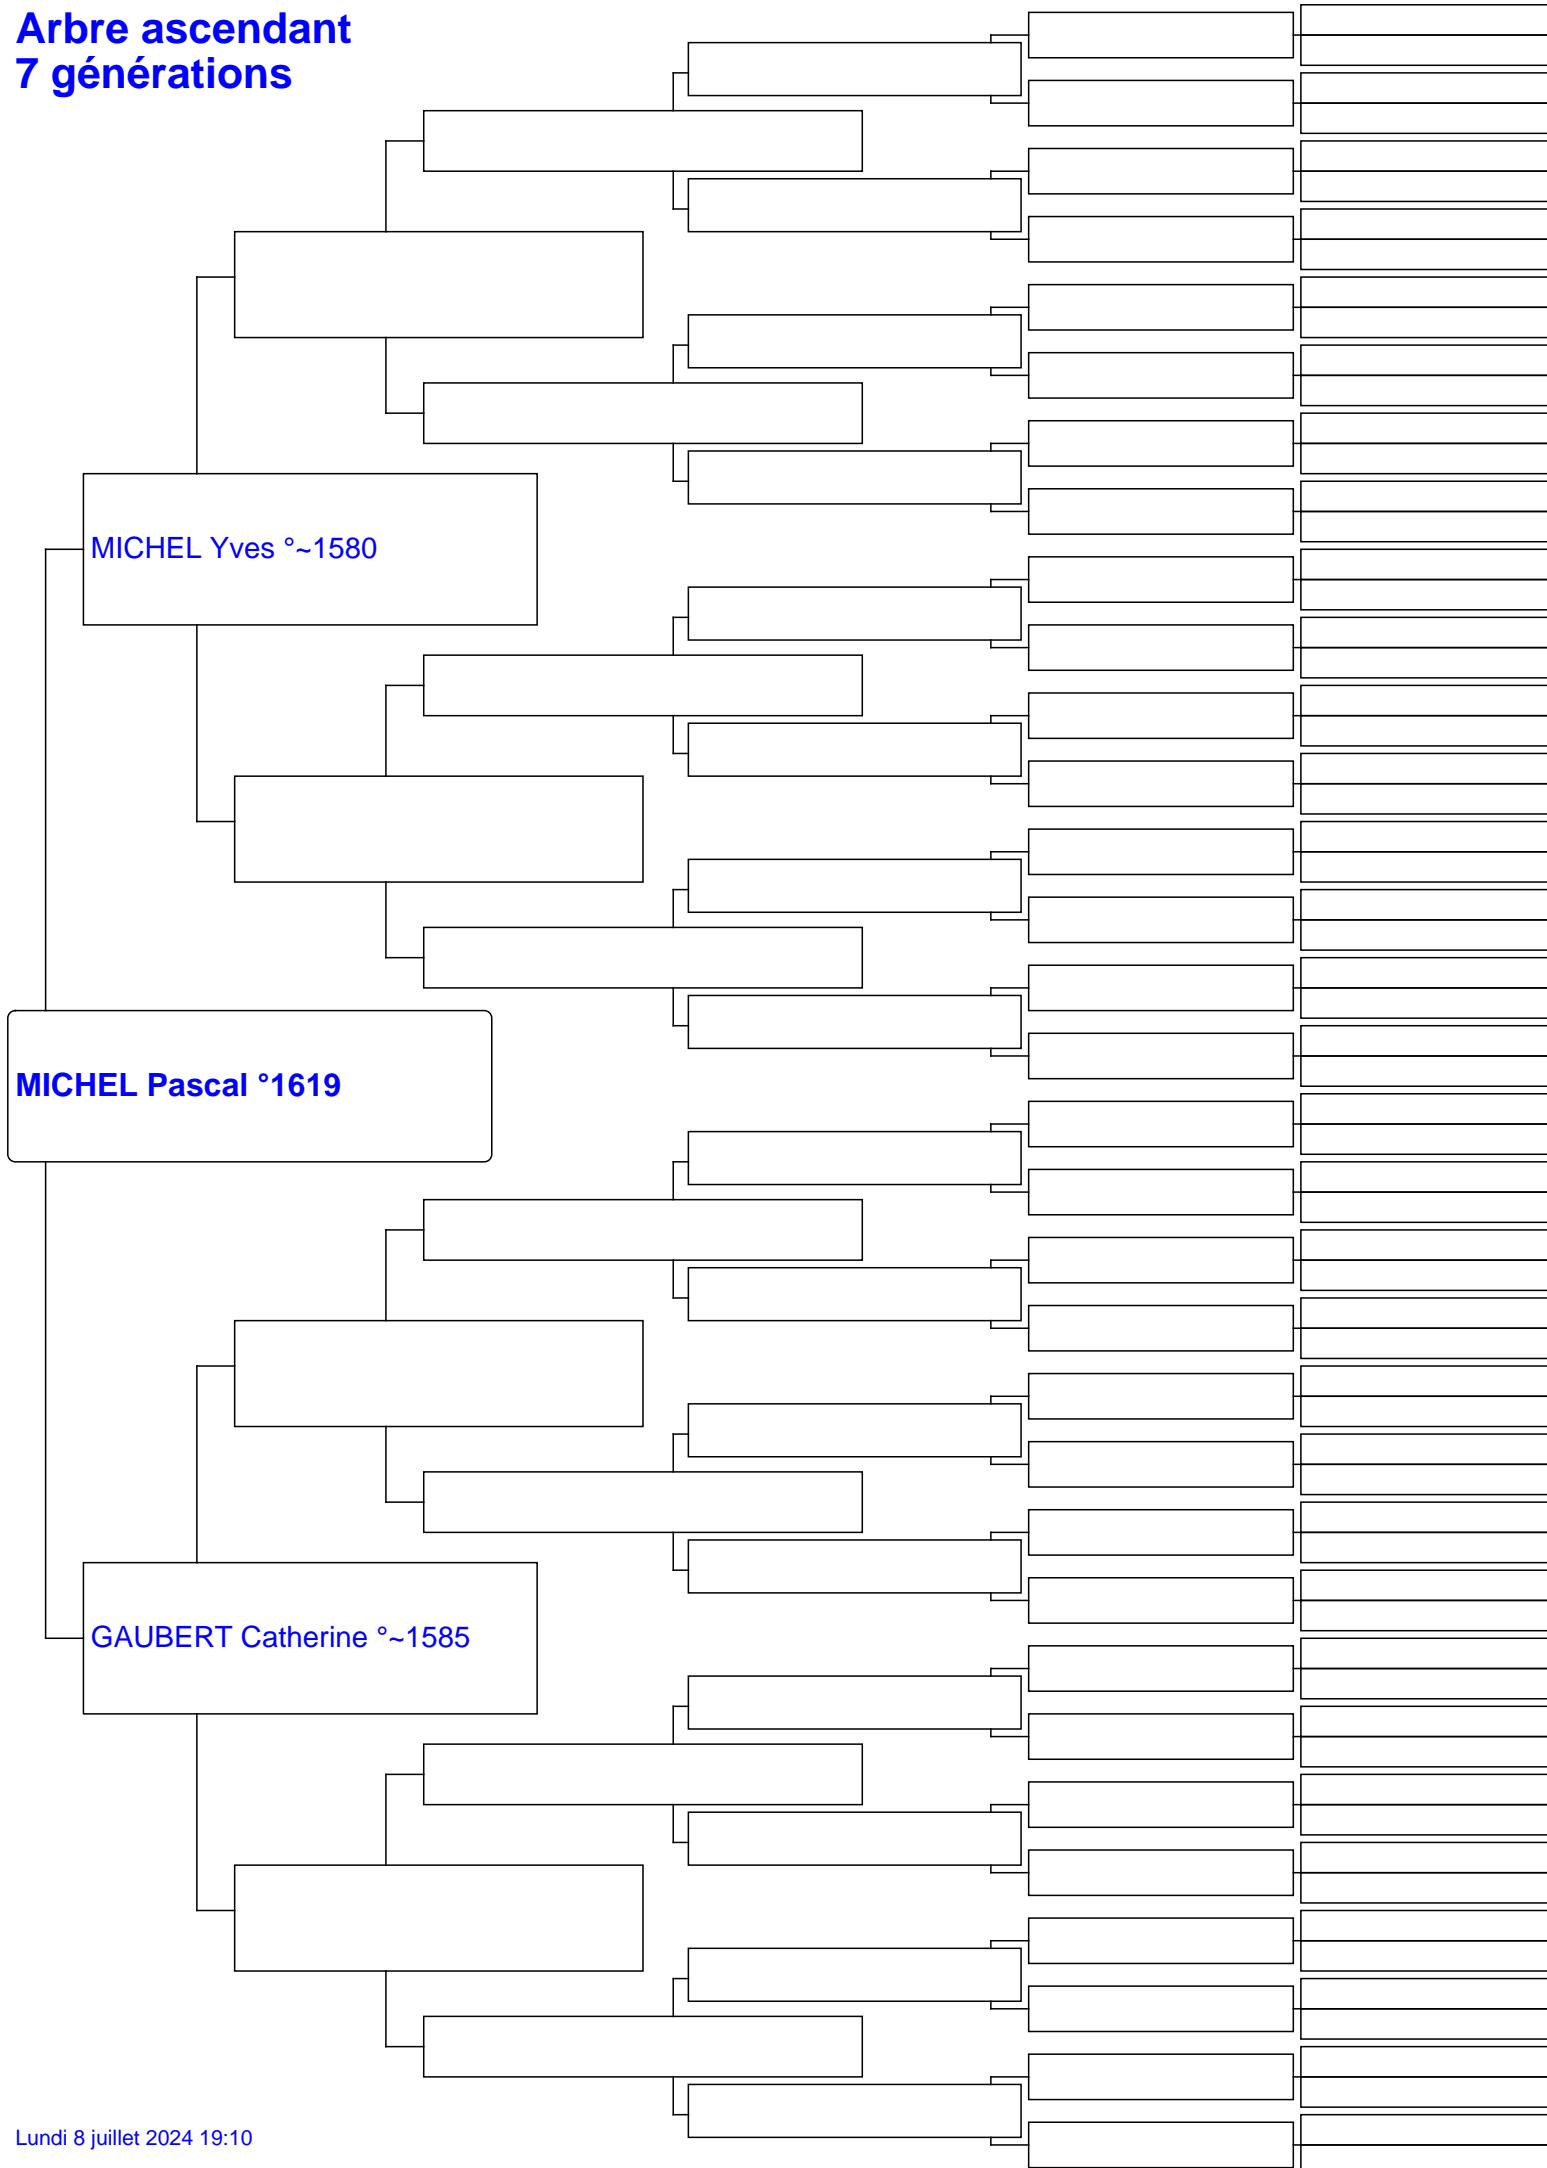 Arbre ascendant
7 générations
MICHEL Yves °~1580
MICHEL Pascal °1619
GAUBERT Catherine °~1585
Lundi 8 juillet 2024 19:10